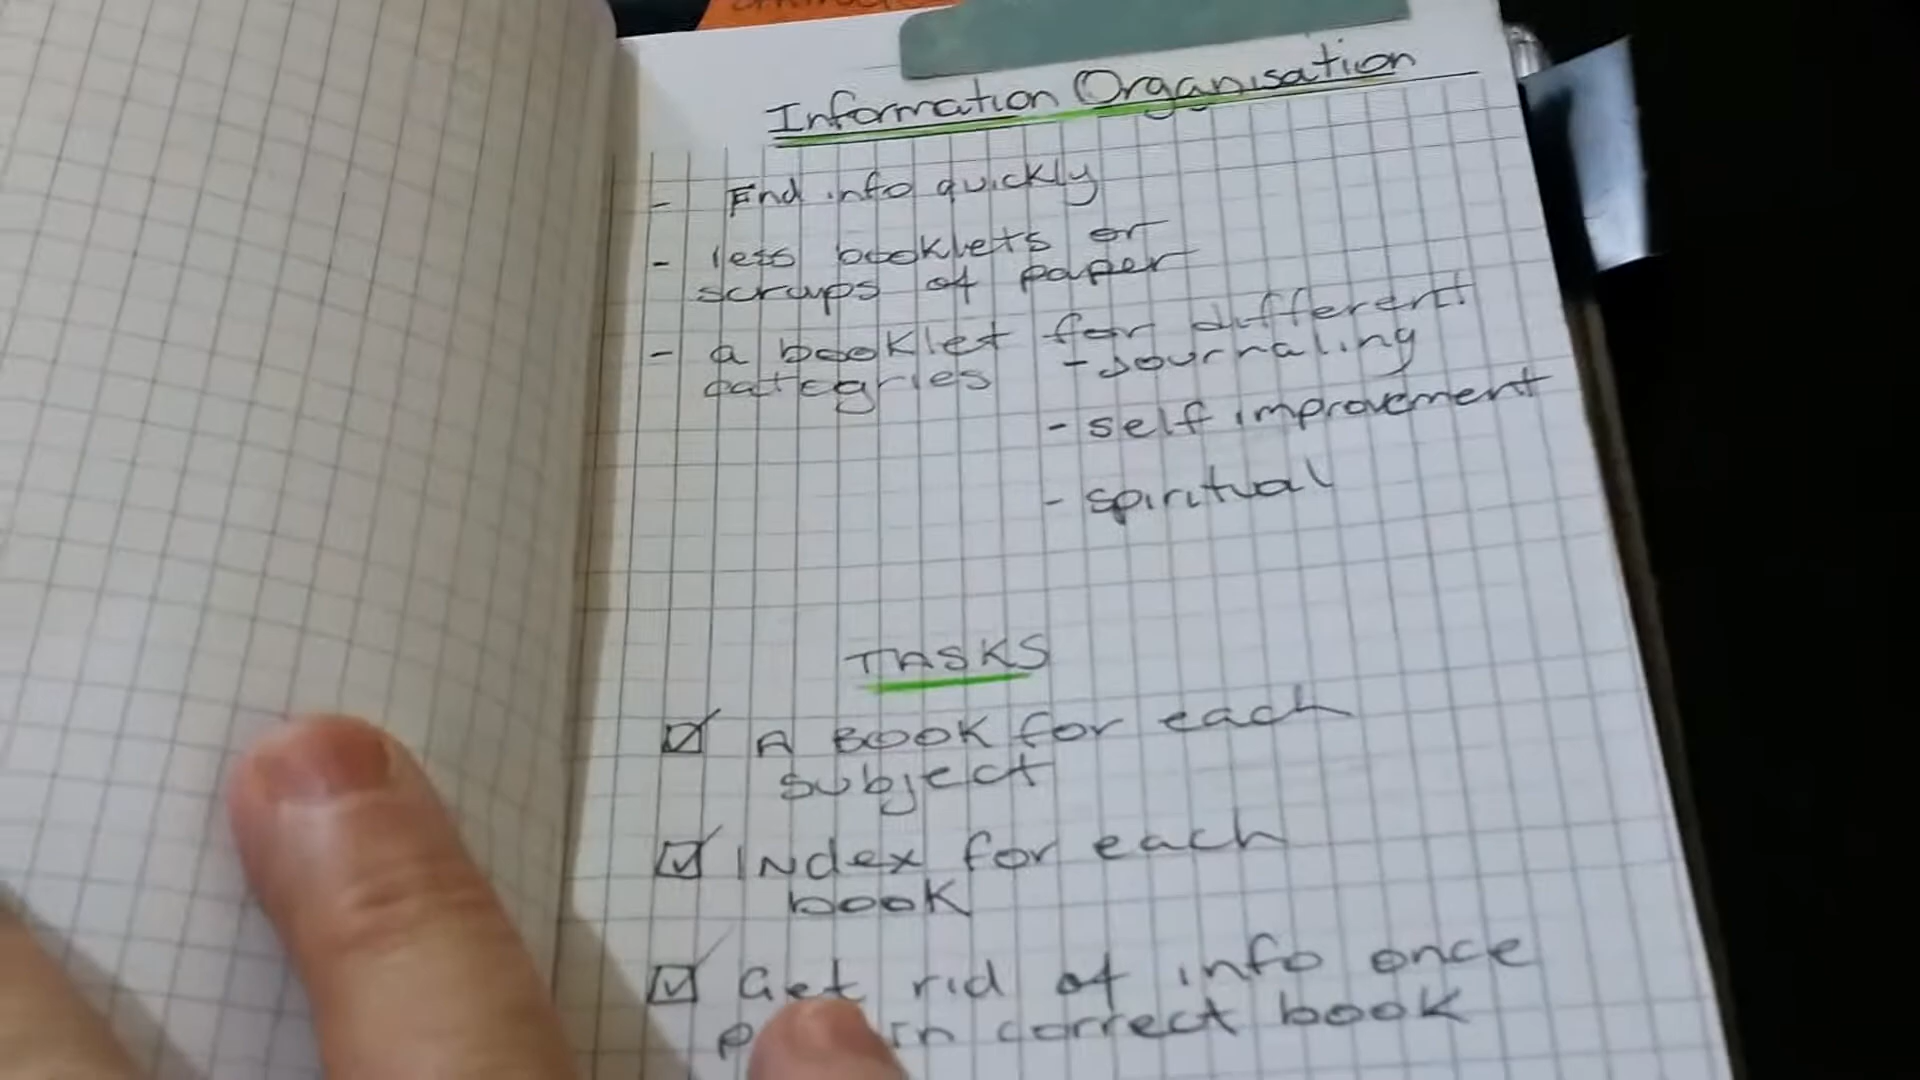 Information Organisation
- Find info quickly
- less booklets or
scraps of paper
- a booklet for different
categries - Journaling
- self improvement
- spiritual
TASKS
A BOOK for each
subject
INdex for each
book
Get rid of info once
in correct book